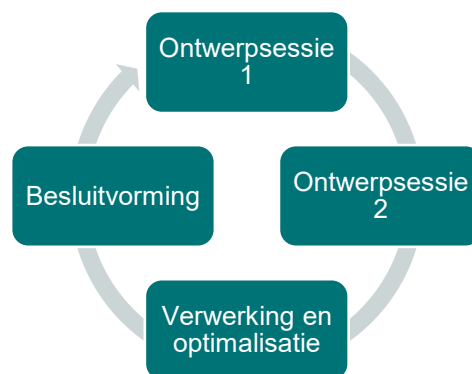 Ontwerpsessie
1
Ontwerpsessie
2
Verwerking en
optimalisatie
Besluitvorming